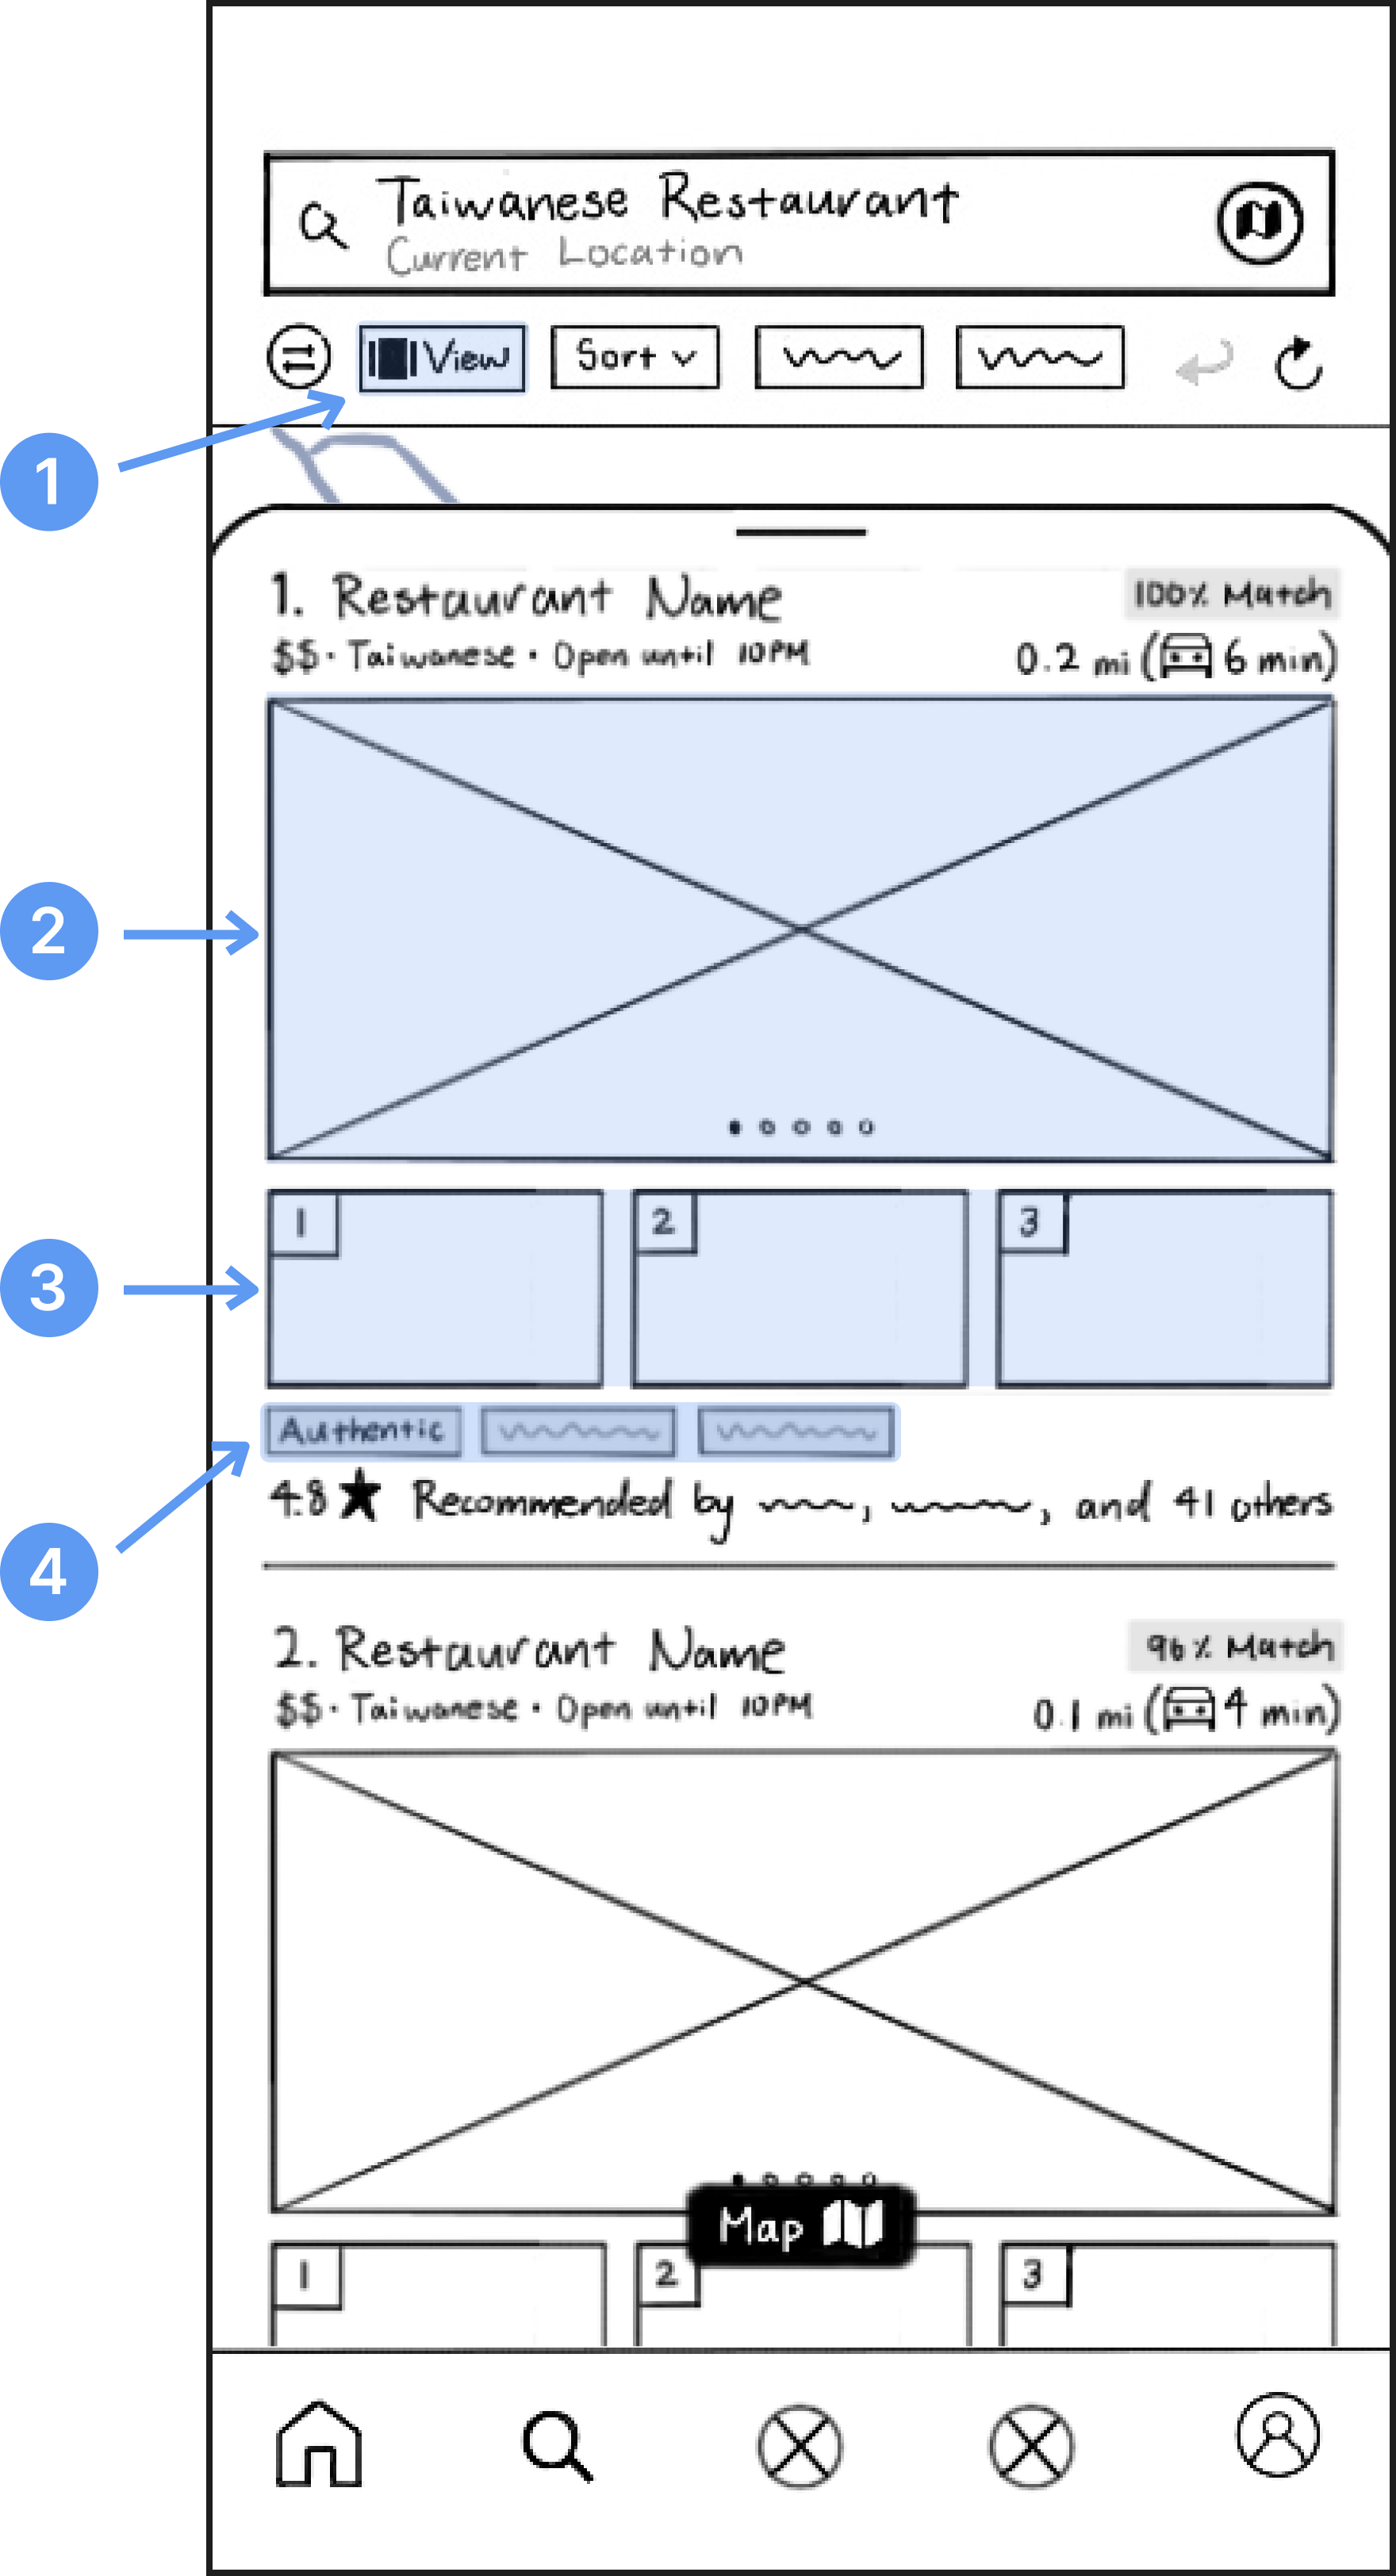 Taiwanese Restaurant
Current Location
View
Sort
1
1. Restaurant Name
100% Match
$$ · Taiwanese · Open until 10PM
0.2 mi (6 min)
2
1
2
3
3
Authentic
4.8 ★ Recommended by , , and 41 others
4
2. Restaurant Name
96% Match
$$ · Taiwanese · Open until 10PM
0.1 mi (4 min)
Map
1
2
3